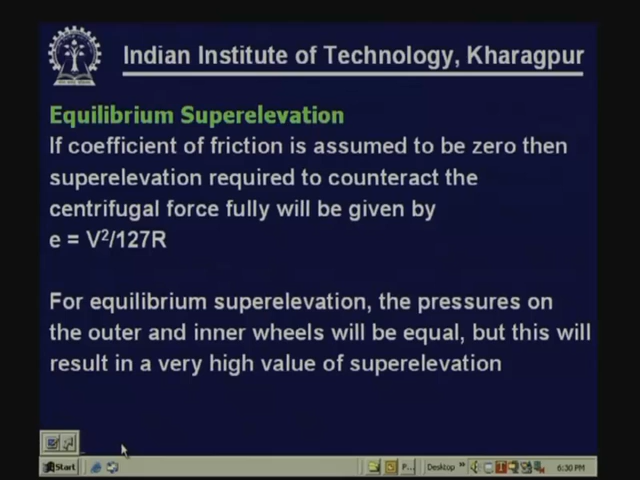 Indian Institute of Technology, Kharagpur
Equilibrium Superelevation
If coefficient of friction is assumed to be zero then
superelevation required to counteract the
centrifugal force fully will be given by
e = V²/127R
For equilibrium superelevation, the pressures on
the outer and inner wheels will be equal, but this will
result in a very high value of superelevation
Start
P...
Desktop »
6:30 PM